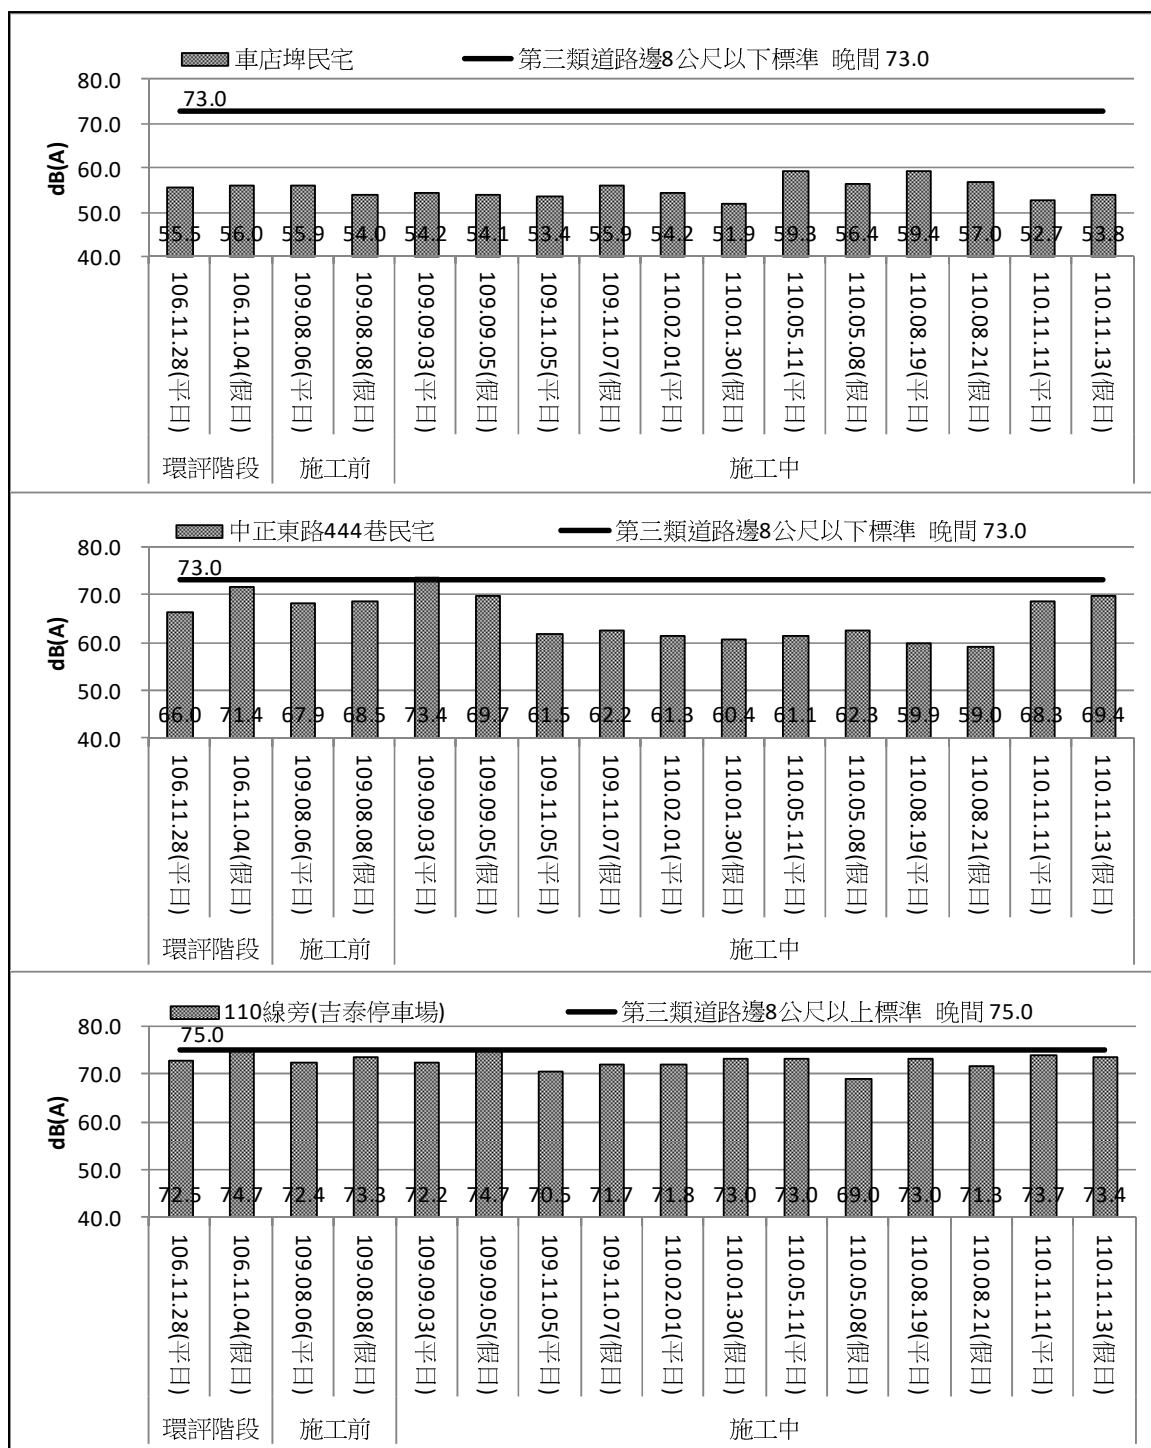 車店埤民宅 第三類道路邊8公尺以下標準 晚間 73.0
dB(A)
80.0
70.0
60.0
50.0
40.0
73.0
55.5 56.0 55.9 54.0 54.2 54.1 53.4 55.9 54.2 51.9 59.3 56.4 59.4 57.0 52.7 53.8
106.11.28(平日)
106.11.04(假日)
109.08.06(平日)
109.08.08(假日)
109.09.03(平日)
109.09.05(假日)
109.11.05(平日)
109.11.07(假日)
110.02.01(平日)
110.01.30(假日)
110.05.11(平日)
110.05.08(假日)
110.08.19(平日)
110.08.21(假日)
110.11.11(平日)
110.11.13(假日)
環評階段 施工前 施工中
中正東路444巷民宅 第三類道路邊8公尺以下標準 晚間 73.0
dB(A)
80.0
70.0
60.0
50.0
40.0
73.0
66.0 71.4 67.9 68.5 73.4 69.7 61.5 62.2 61.3 60.4 61.1 62.3 59.9 59.0 68.3 69.4
106.11.28(平日)
106.11.04(假日)
109.08.06(平日)
109.08.08(假日)
109.09.03(平日)
109.09.05(假日)
109.11.05(平日)
109.11.07(假日)
110.02.01(平日)
110.01.30(假日)
110.05.11(平日)
110.05.08(假日)
110.08.19(平日)
110.08.21(假日)
110.11.11(平日)
110.11.13(假日)
環評階段 施工前 施工中
110線旁(吉泰停車場) 第三類道路邊8公尺以上標準 晚間 75.0
dB(A)
80.0
70.0
60.0
50.0
40.0
75.0
72.5 74.7 72.4 73.3 72.2 74.7 70.5 71.7 71.8 73.0 73.0 69.0 73.0 71.3 73.7 73.4
106.11.28(平日)
106.11.04(假日)
109.08.06(平日)
109.08.08(假日)
109.09.03(平日)
109.09.05(假日)
109.11.05(平日)
109.11.07(假日)
110.02.01(平日)
110.01.30(假日)
110.05.11(平日)
110.05.08(假日)
110.08.19(平日)
110.08.21(假日)
110.11.11(平日)
110.11.13(假日)
環評階段 施工前 施工中